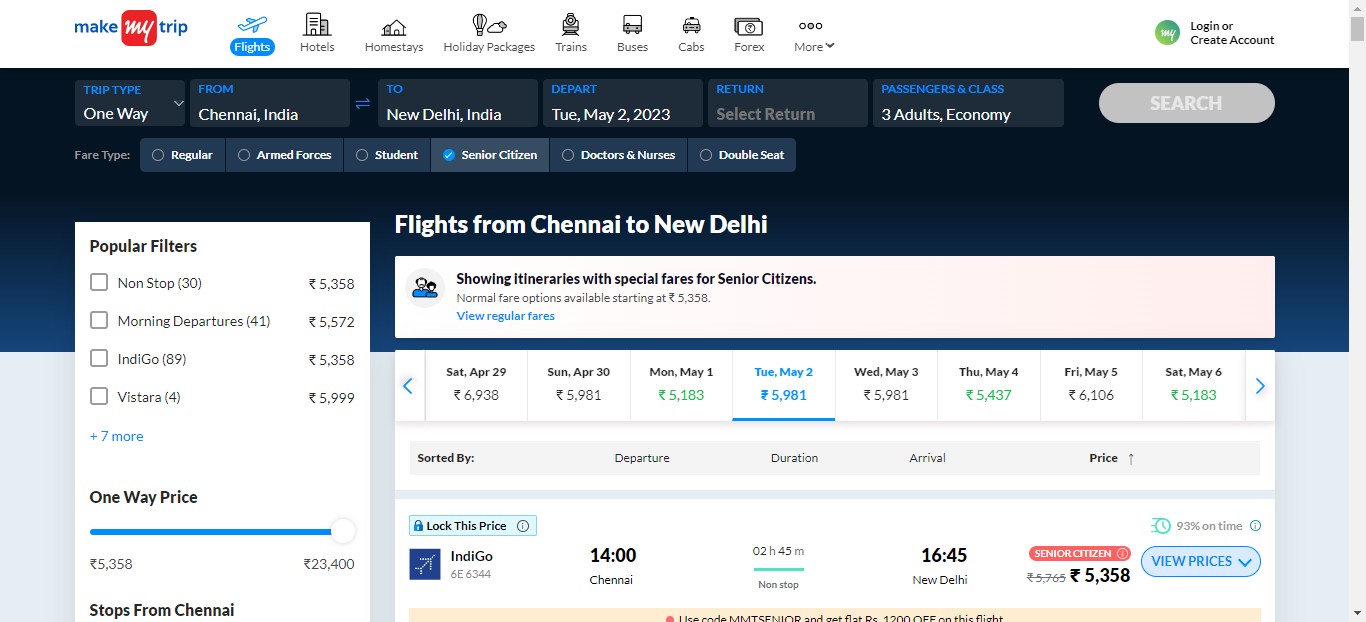 make my trip
Flights
Hotels
Homestays
Holiday Packages
Trains
Buses
Cabs
Forex
More
my
Login or
Create Account
TRIP TYPE
One Way
FROM
Chennai, India
TO
New Delhi, India
DEPART
Tue, May 2, 2023
RETURN
Select Return
PASSENGERS & CLASS
3 Adults, Economy
SEARCH
Fare Type:
Regular
Armed Forces
Student
Senior Citizen
Doctors & Nurses
Double Seat
Popular Filters
Non Stop (30) ₹ 5,358
Morning Departures (41) ₹ 5,572
IndiGo (89) ₹ 5,358
Vistara (4) ₹ 5,999
+ 7 more
One Way Price
₹5,358 ₹23,400
Stops From Chennai
Flights from Chennai to New Delhi
Showing itineraries with special fares for Senior Citizens.
Normal fare options available starting at ₹ 5,358.
View regular fares
Sat, Apr 29
₹ 6,938
Sun, Apr 30
₹ 5,981
Mon, May 1
₹ 5,183
Tue, May 2
₹ 5,981
Wed, May 3
₹ 5,981
Thu, May 4
₹ 5,437
Fri, May 5
₹ 6,106
Sat, May 6
₹ 5,183
Sorted By: Departure Duration Arrival Price ↑
Lock This Price
93% on time
IndiGo
6E 6344
14:00
Chennai
02 h 45 m
Non stop
16:45
New Delhi
SENIOR CITIZEN
₹ 5,765 ₹ 5,358
VIEW PRICES
Use code MMTSENIOR and get flat Rs. 1200 OFF on this flight